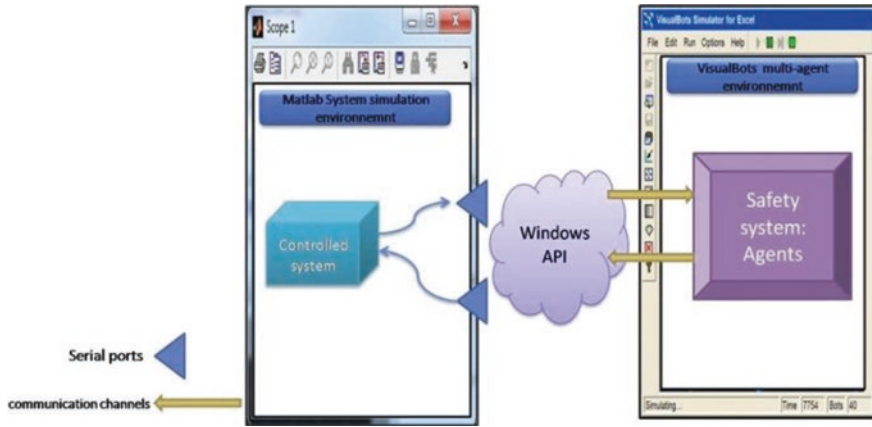 Scope 1
Matlab System simulation
environnemnt
Controlled
system
Windows
API
VisualBots Simulator for Excel
File Edit Run Options Help
VisualBots multi-agent
environnemnt
Safety
system:
Agents
Simulating...
Time 7754 Bots 40
Serial ports
communication channels